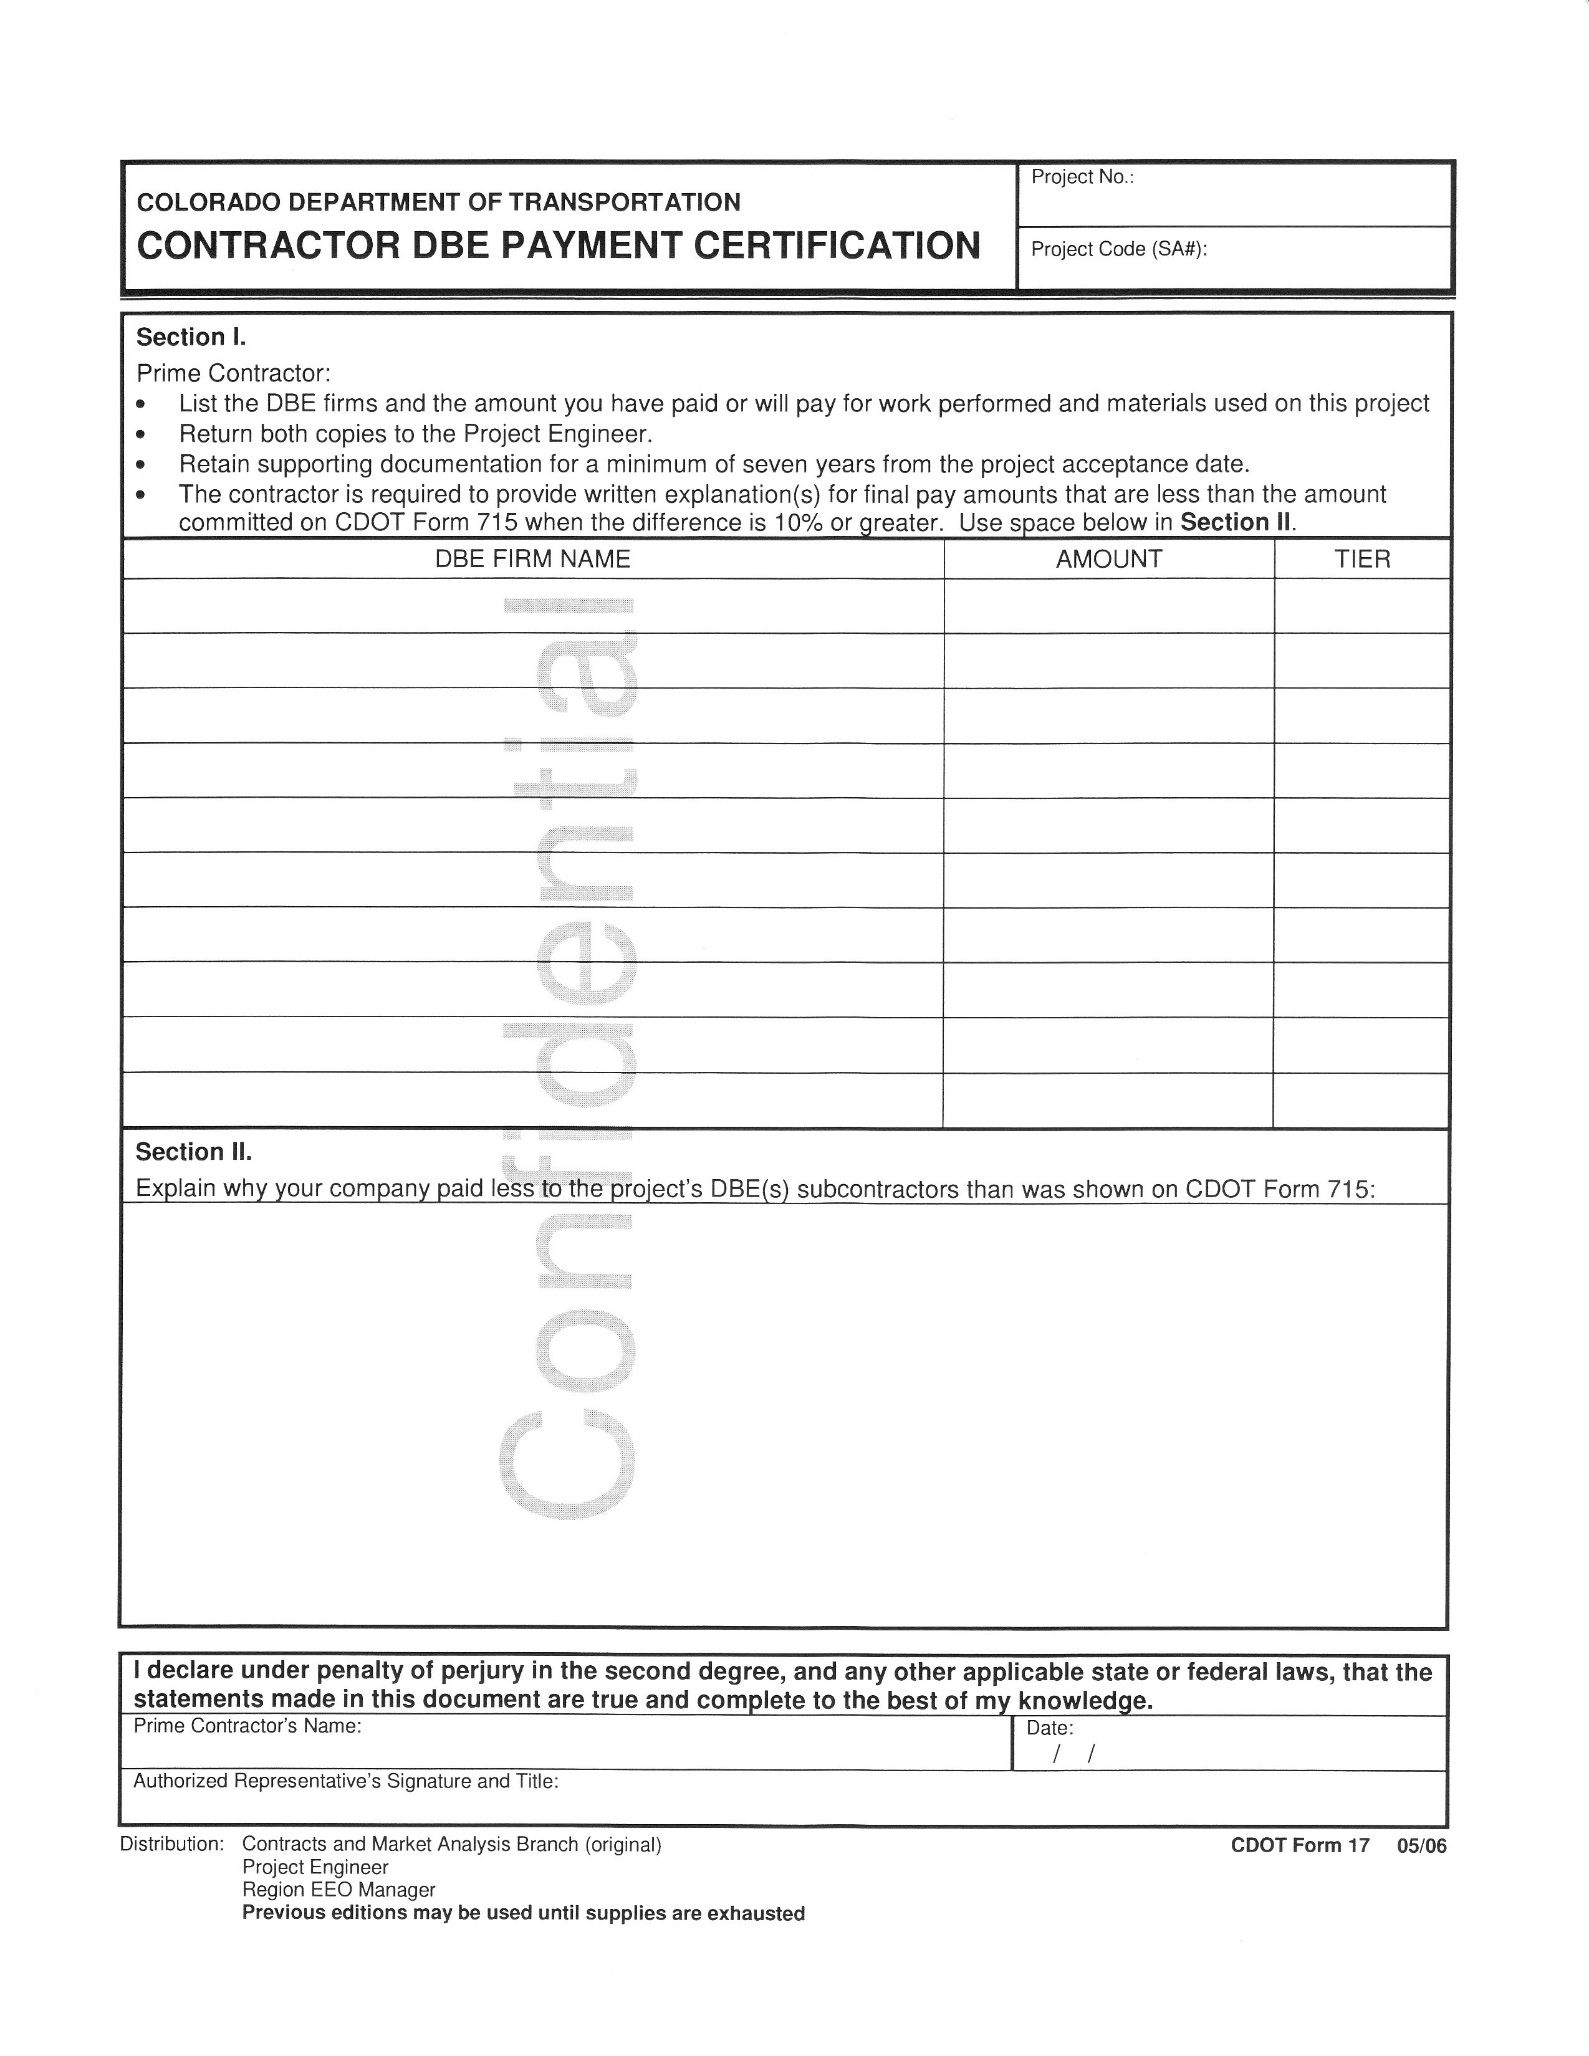 COLORADO DEPARTMENT OF TRANSPORTATION
CONTRACTOR DBE PAYMENT CERTIFICATION
Project No.:
Project Code (SA#):
Section I.
Prime Contractor:
• List the DBE firms and the amount you have paid or will pay for work performed and materials used on this project
• Return both copies to the Project Engineer.
• Retain supporting documentation for a minimum of seven years from the project acceptance date.
• The contractor is required to provide written explanation(s) for final pay amounts that are less than the amount
committed on CDOT Form 715 when the difference is 10% or greater. Use space below in Section II.
DBE FIRM NAME AMOUNT TIER
Confidential
Section II.
Explain why your company paid less to the project's DBE(s) subcontractors than was shown on CDOT Form 715:
I declare under penalty of perjury in the second degree, and any other applicable state or federal laws, that the
statements made in this document are true and complete to the best of my knowledge.
Prime Contractor's Name:
Date:
/ /
Authorized Representative's Signature and Title:
Distribution: Contracts and Market Analysis Branch (original)
Project Engineer
Region EEO Manager
Previous editions may be used until supplies are exhausted
CDOT Form 17 05/06